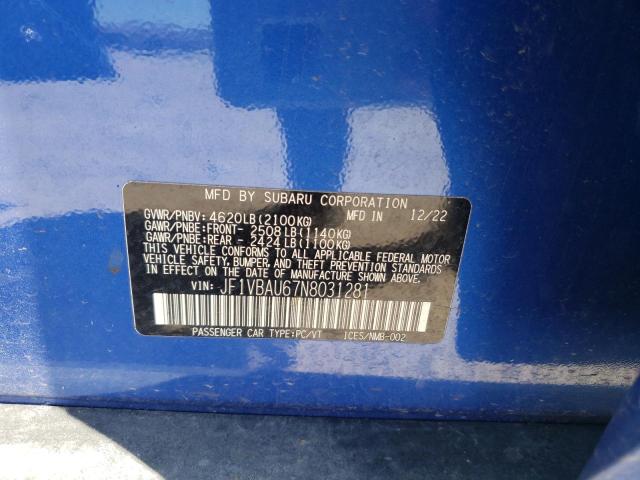 MFD BY SUBARU CORPORATION
GVWR/PNBV: 4620LB(2100KG) MFD IN 12/22
GAWR/PNBE:FRONT- 2508LB(1140KG)
GAWR/PNBE:REAR - 2424LB(1100KG)
THIS VEHICLE CONFORMS TO ALL APPLICABLE FEDERAL MOTOR
VEHICLE SAFETY, BUMPER, AND THEFT PREVENTION STANDARDS
IN EFFECT ON THE DATE OF MANUFACTURE SHOWN ABOVE.
VIN: JF1VBAU67N8031281
PASSENGER CAR TYPE:PC/VT ICES/NMB-002